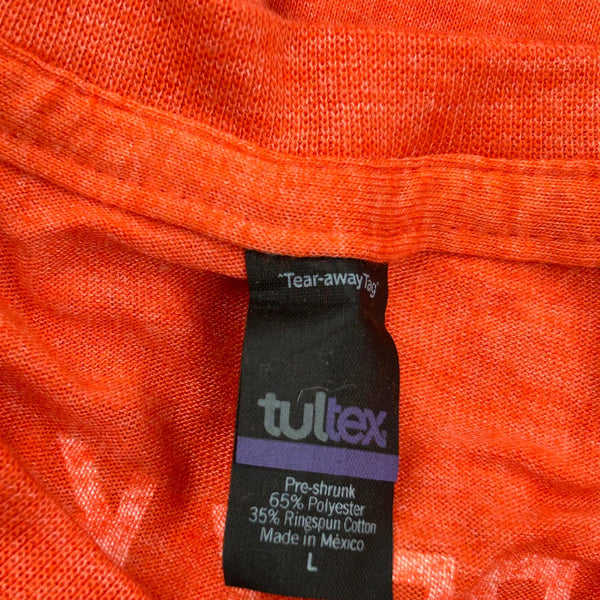 "Tear-away Tag"
tultex
Pre-shrunk
65% Polyester
35% Ringspun Cotton
Made in México
L